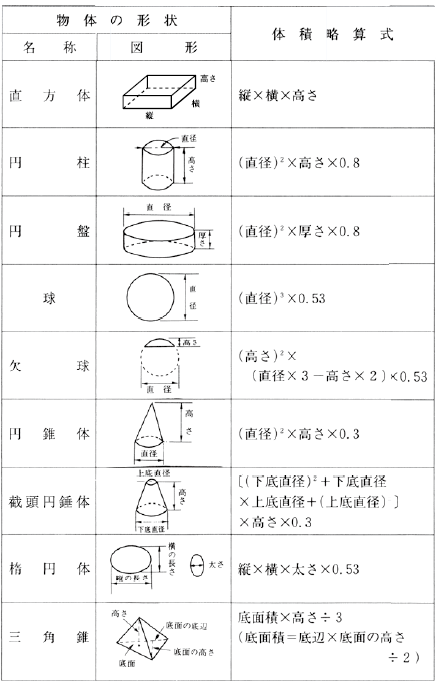 物体の形状
体積略算式
名称
図形
直方体
高さ
横
縦
縦×横×高さ
円柱
直径
高さ
(直径)²×高さ×0.8
円盤
直径
厚さ
(直径)²×厚さ×0.8
球
直径
(直径)³×0.53
欠球
高さ
直径
(高さ)²×
(直径×3－高さ×2)×0.53
円錐体
高さ
直径
(直径)²×高さ×0.3
截頭円錘体
上底直径
高さ
下底直径
[(下底直径)²＋下底直径
×上底直径＋(上底直径)]
×高さ×0.3
楕円体
横の長さ
太さ
縦の長さ
縦×横×太さ×0.53
三角錐
高さ
底面の底辺
底面の高さ
底面
底面積×高さ÷3
(底面積＝底辺×底面の高さ
÷2)